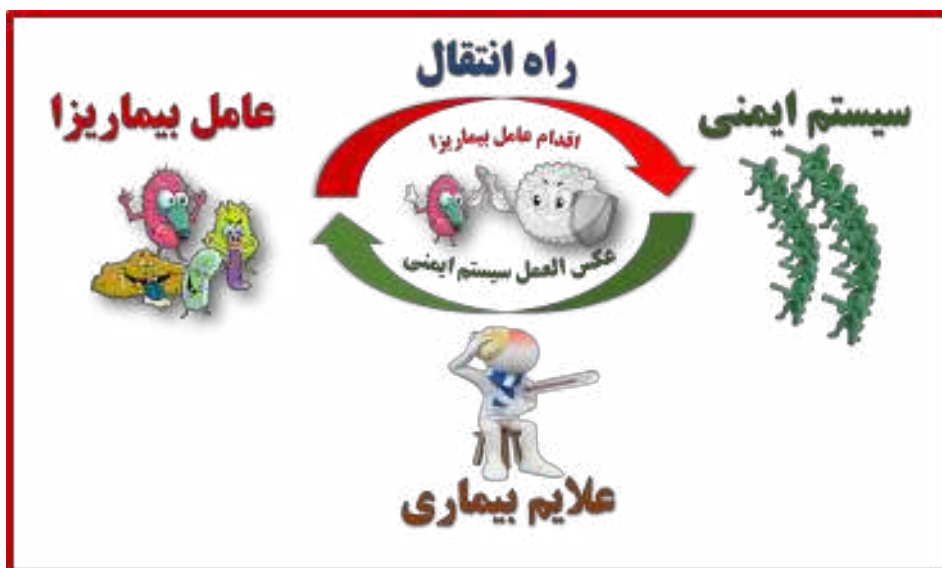 راه انتقال
سیستم ایمنی
عامل بیماریزا
اقدام عامل بیماریزا
عکس العمل سیستم ایمنی
علایم بیماری